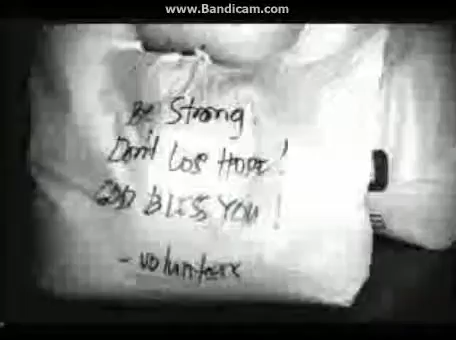 www.Bandicam.com
Be Strong!
Don't Lose HOPE!
GOD BLESS YOU!
- volunteers